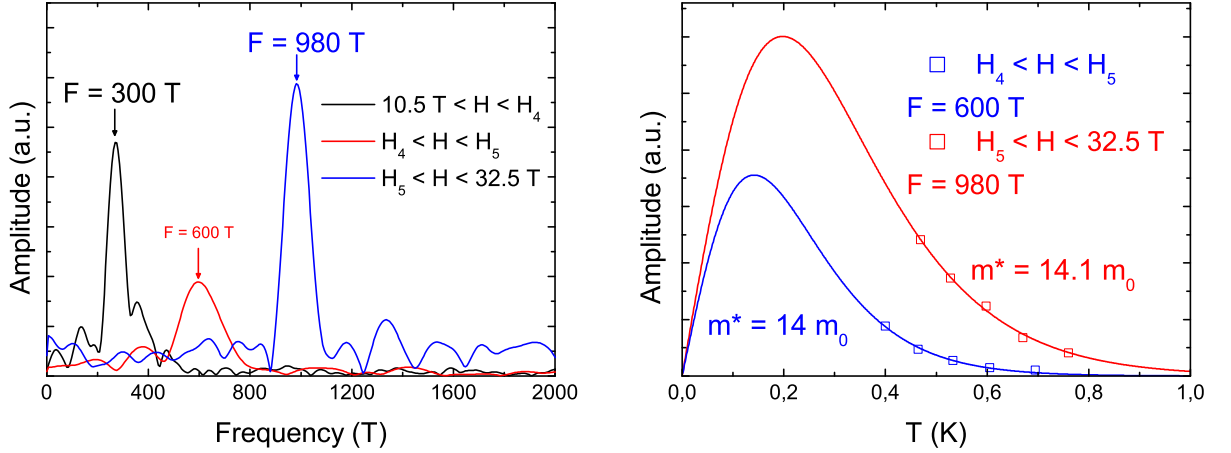 F = 980 T
F = 300 T
10.5 T < H < H4
H4 < H < H5
H5 < H < 32.5 T
F = 600 T
Amplitude (a.u.)
0 400 800 1200 1600 2000
Frequency (T)
H4 < H < H5
F = 600 T
H5 < H < 32.5 T
F = 980 T
m* = 14.1 m0
m* = 14 m0
Amplitude (a.u.)
0,0 0,2 0,4 0,6 0,8 1,0
T (K)